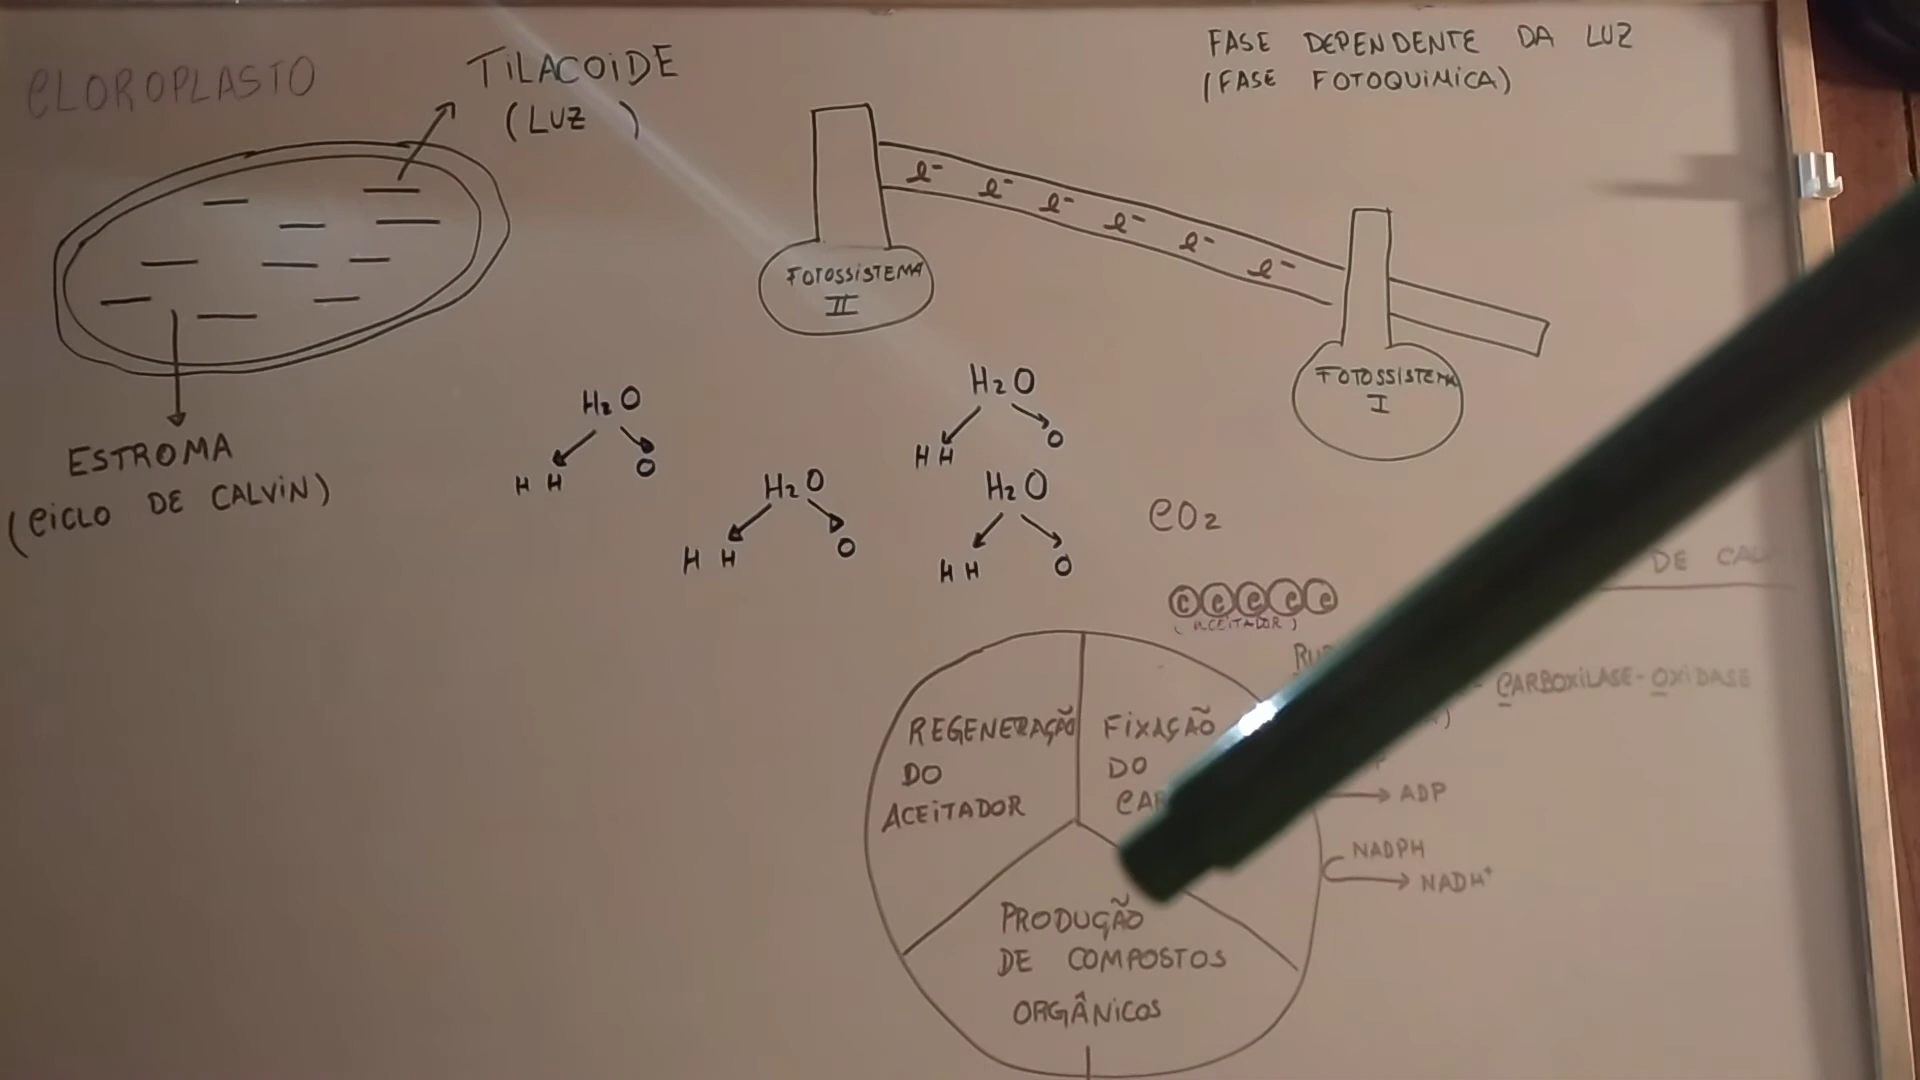 CLOROPLASTO
TILACOIDE
(LUZ )
ESTROMA
(CICLO DE CALVIN)
FASE DEPENDENTE DA LUZ
(FASE FOTOQUIMICA)
e- e- e- e- e- e-
FOTOSSISTEMA
II
FOTOSSISTEMA
I
H2O
H H O
H2O
H H O
H2O
H H O
H2O
H H O
CO2
DE
C C C C C
(ACEITADOR)
CARBOXILASE-OXIDASE
REGENERAÇÃO
DO
ACEITADOR
FIXAÇÃO
DO
ADP
NADPH
NADH+
PRODUÇÃO
DE COMPOSTOS
ORGÂNICOS